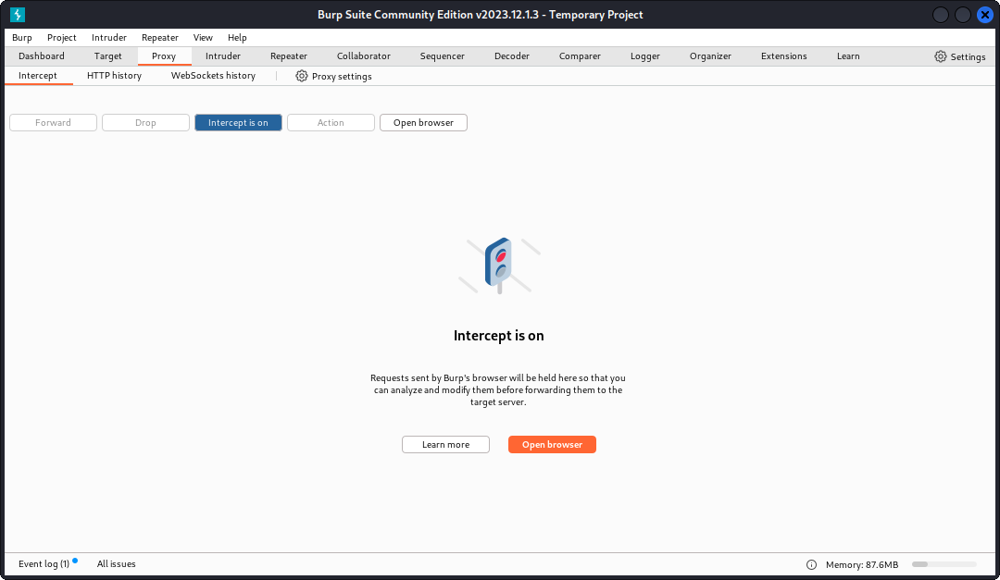 Burp Suite Community Edition v2023.12.1.3 - Temporary Project
Burp Project Intruder Repeater View Help
Dashboard Target Proxy Intruder Repeater Collaborator Sequencer Decoder Comparer Logger Organizer Extensions Learn Settings
Intercept HTTP history WebSockets history Proxy settings
Forward Drop Intercept is on Action Open browser
Intercept is on
Requests sent by Burp's browser will be held here so that you
can analyze and modify them before forwarding them to the
target server.
Learn more Open browser
Event log (1) All issues Memory: 87.6MB